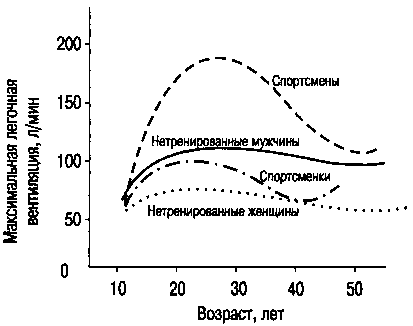 Максимальная легочная
вентиляция, л/мин
200
150
100
50
0
Спортсмены
Нетренированные мужчины
Спортсменки
Нетренированные женщины
10 20 30 40 50
Возраст, лет